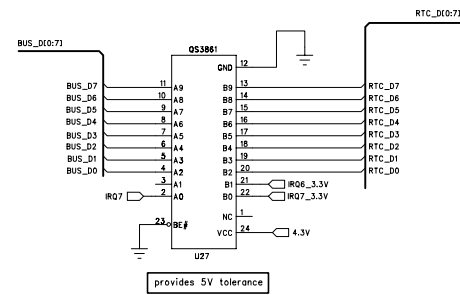 RTC_D[0:7]
BUS_D[0:7]
QS3861
GND 12
BUS_D7 11 A9 B9 13 RTC_D7
BUS_D6 10 A8 B8 14 RTC_D6
BUS_D5 9 A7 B7 15 RTC_D5
BUS_D4 8 A6 B6 16 RTC_D4
BUS_D3 7 A5 B5 17 RTC_D3
BUS_D2 6 A4 B4 18 RTC_D2
BUS_D1 5 A3 B3 19 RTC_D1
BUS_D0 4 A2 B2 20 RTC_D0
3 A1 B1 21 IRQ6_3.3V
IRQ7 2 A0 B0 22 IRQ7_3.3V
NC 1
23 BE#
VCC 24 4.3V
U27
provides 5V tolerance